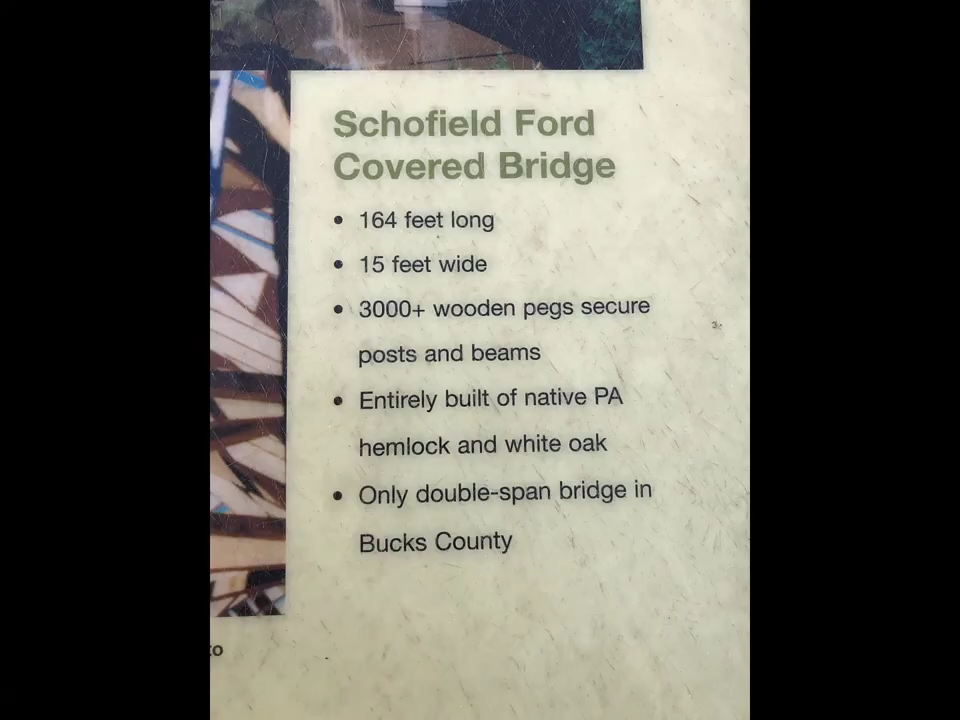 Schofield Ford
Covered Bridge
• 164 feet long
• 15 feet wide
• 3000+ wooden pegs secure
posts and beams
• Entirely built of native PA
hemlock and white oak
• Only double-span bridge in
Bucks County
to